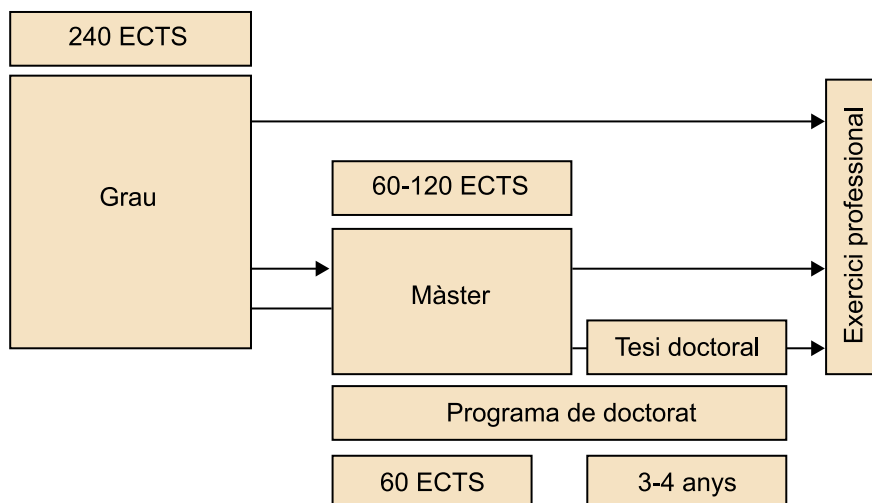 240 ECTS
Grau
60-120 ECTS
Màster
Tesi doctoral
Exercici professional
Programa de doctorat
60 ECTS
3-4 anys